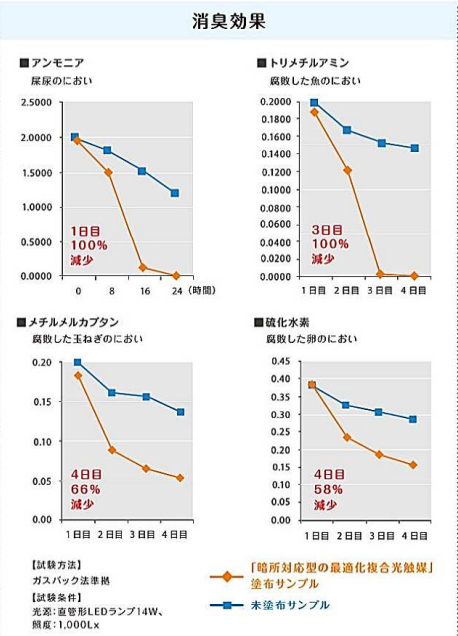 消臭効果
■アンモニア
屎尿のにおい
2.5000
2.0000
1.5000
1.0000
0.5000
0.0000
1日目
100%
減少
0 8 16 24(時間)
■トリメチルアミン
腐敗した魚のにおい
0.2000
0.1800
0.1600
0.1400
0.1200
0.1000
0.0800
0.0600
0.0400
0.0200
0.0000
3日目
100%
減少
1日目 2日目 3日目 4日目
■メチルメルカプタン
腐敗した玉ねぎのにおい
0.20
0.15
0.10
0.05
0.00
4日目
66%
減少
1日目 2日目 3日目 4日目
■硫化水素
腐敗した卵のにおい
0.45
0.40
0.35
0.30
0.25
0.20
0.15
0.10
0.05
0.00
4日目
58%
減少
1日目 2日目 3日目 4日目
【試験方法】
ガスバック法準拠
【試験条件】
光源:直管形LEDランプ14W、
照度:1,000Lx
「暗所対応型の最適化複合光触媒」
塗布サンプル
未塗布サンプル